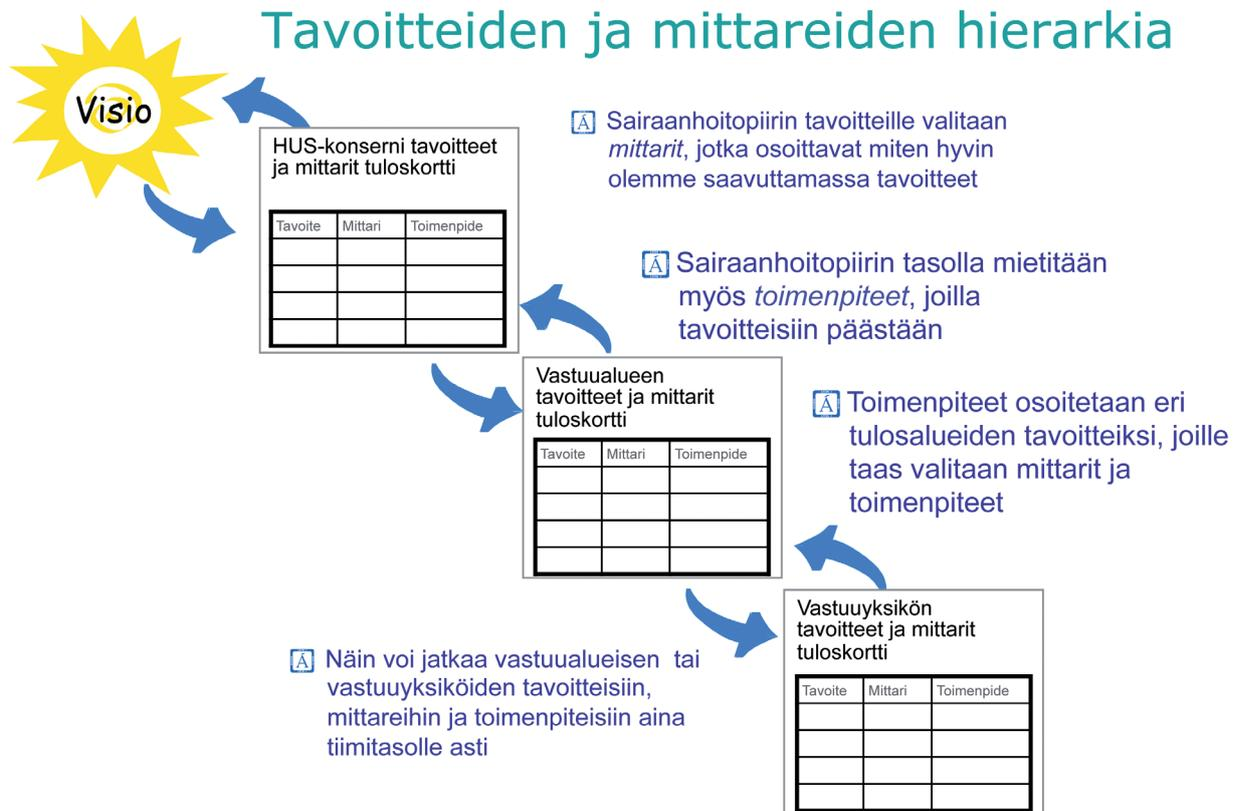 Tavoitteiden ja mittareiden hierarkia
Visio
HUS-konserni tavoitteet
ja mittarit tuloskortti
Tavoite Mittari Toimenpide
Á Sairaanhoitopiirin tavoitteille valitaan
mittarit, jotka osoittavat miten hyvin
olemme saavuttamassa tavoitteet
Á Sairaanhoitopiirin tasolla mietitään
myös toimenpiteet, joilla
tavoitteisiin päästään
Vastuualueen
tavoitteet ja mittarit
tuloskortti
Tavoite Mittari Toimenpide
Á Toimenpiteet osoitetaan eri
tulosalueiden tavoitteiksi, joille
taas valitaan mittarit ja
toimenpiteet
Vastuuyksikön
tavoitteet ja mittarit
tuloskortti
Tavoite Mittari Toimenpide
Á Näin voi jatkaa vastuualueisen tai
vastuuyksiköiden tavoitteisiin,
mittareihin ja toimenpiteisiin aina
tiimitasolle asti